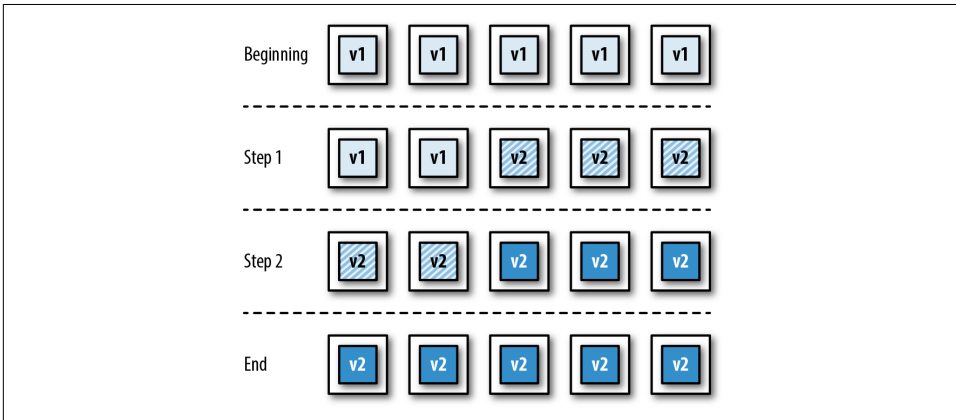 Beginning v1 v1 v1 v1 v1
Step 1 v1 v1 v2 v2 v2
Step 2 v2 v2 v2 v2 v2
End v2 v2 v2 v2 v2